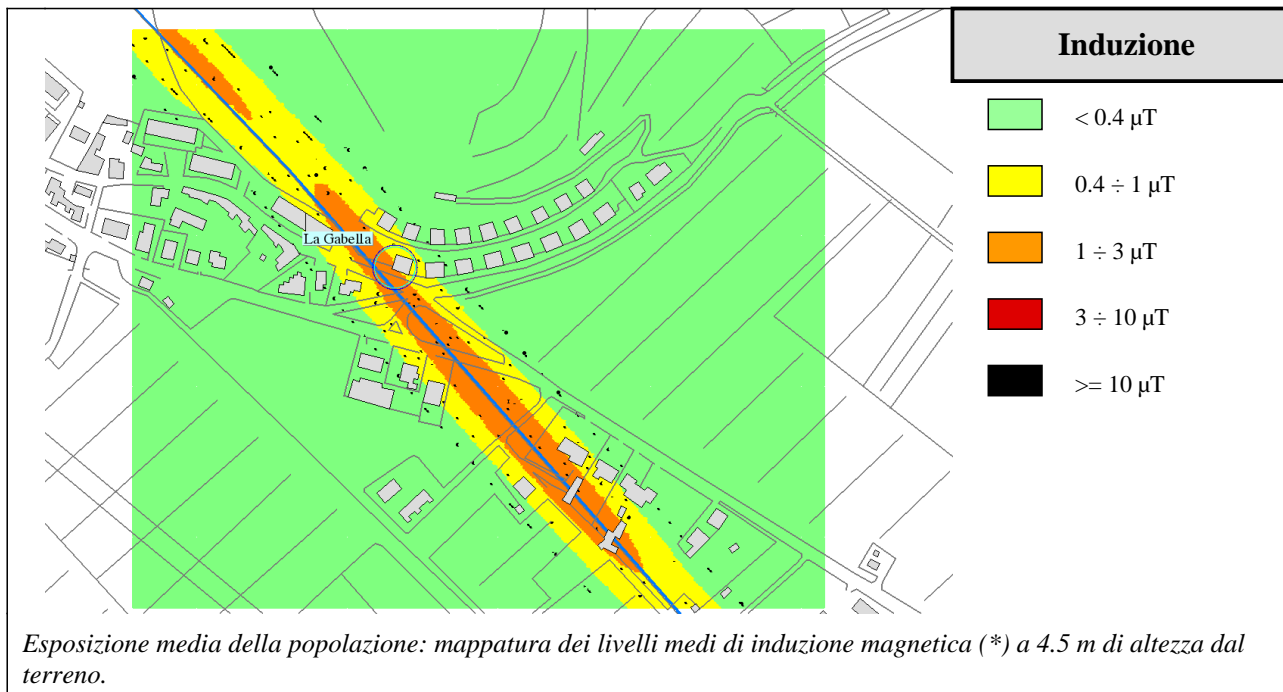 Induzione
< 0.4 µT
0.4 ÷ 1 µT
1 ÷ 3 µT
3 ÷ 10 µT
>= 10 µT
La Gabella
Esposizione media della popolazione: mappatura dei livelli medi di induzione magnetica (*) a 4.5 m di altezza dal
terreno.